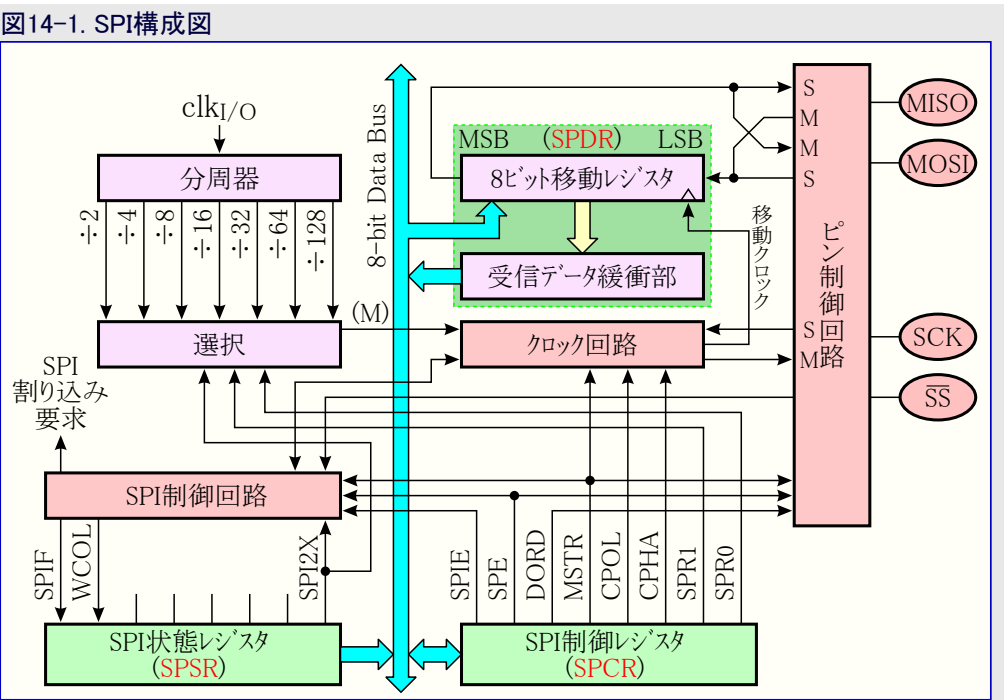 図14-1. SPI構成図
clkI/O
分周器
÷2
÷4
÷8
÷16
÷32
÷64
÷128
選択
(M)
8-bit Data Bus
MSB (SPDR) LSB
8ビット移動レジスタ
受信データ緩衝部
移動クロック
クロック回路
S
M
M
S
S
M
ピン制御回路
MISO
MOSI
SCK
SS
SPI
割り込み
要求
SPI制御回路
SPIF
WCOL
SPI2X
SPIE
SPE
DORD
MSTR
CPOL
CPHA
SPR1
SPR0
SPI状態レジスタ
(SPSR)
SPI制御レジスタ
(SPCR)